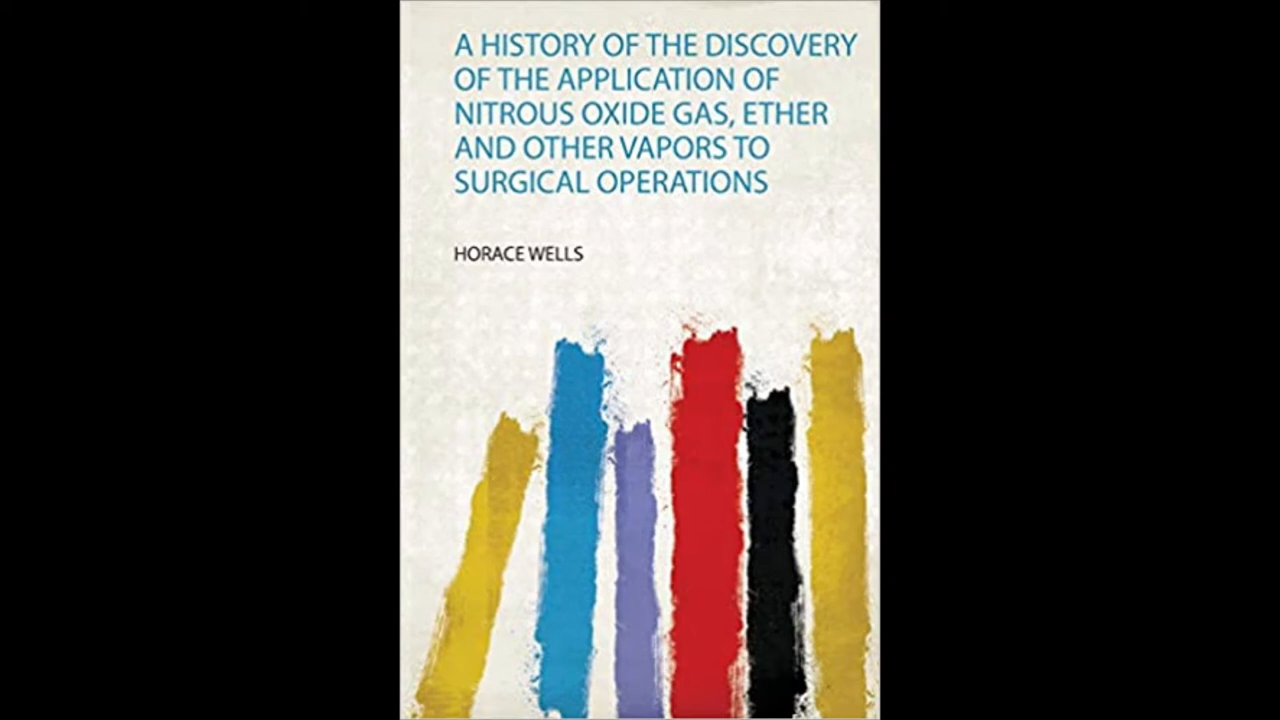 A HISTORY OF THE DISCOVERY
OF THE APPLICATION OF
NITROUS OXIDE GAS, ETHER
AND OTHER VAPORS TO
SURGICAL OPERATIONS
HORACE WELLS